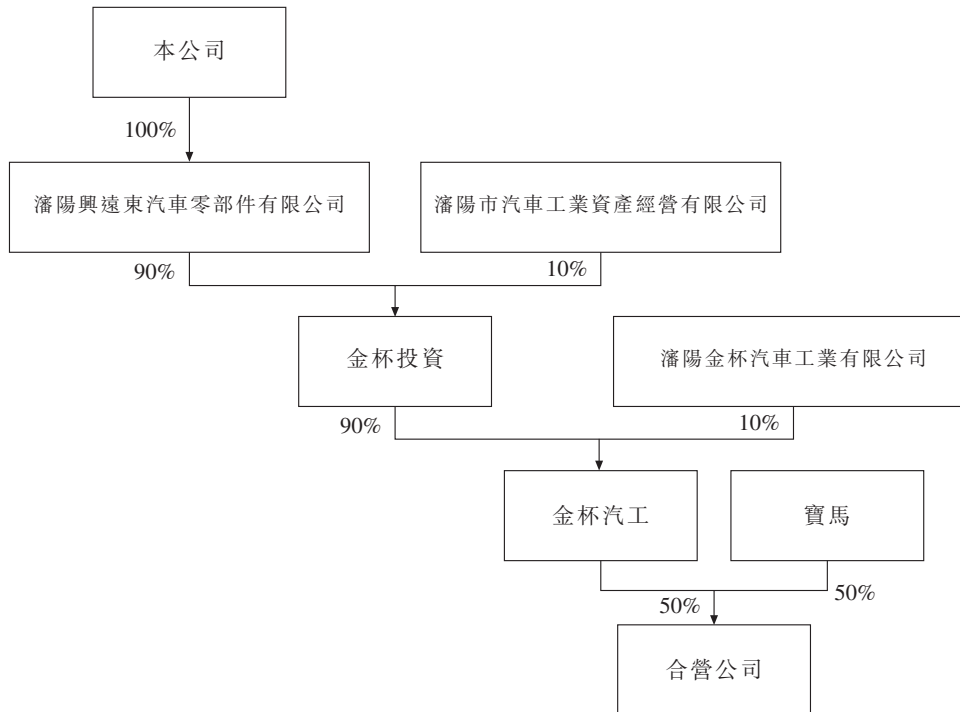 本公司
100%
瀋陽興遠東汽車零部件有限公司
瀋陽市汽車工業資產經營有限公司
90%
10%
金杯投資
瀋陽金杯汽車工業有限公司
90%
10%
金杯汽工
寶馬
50%
50%
合營公司